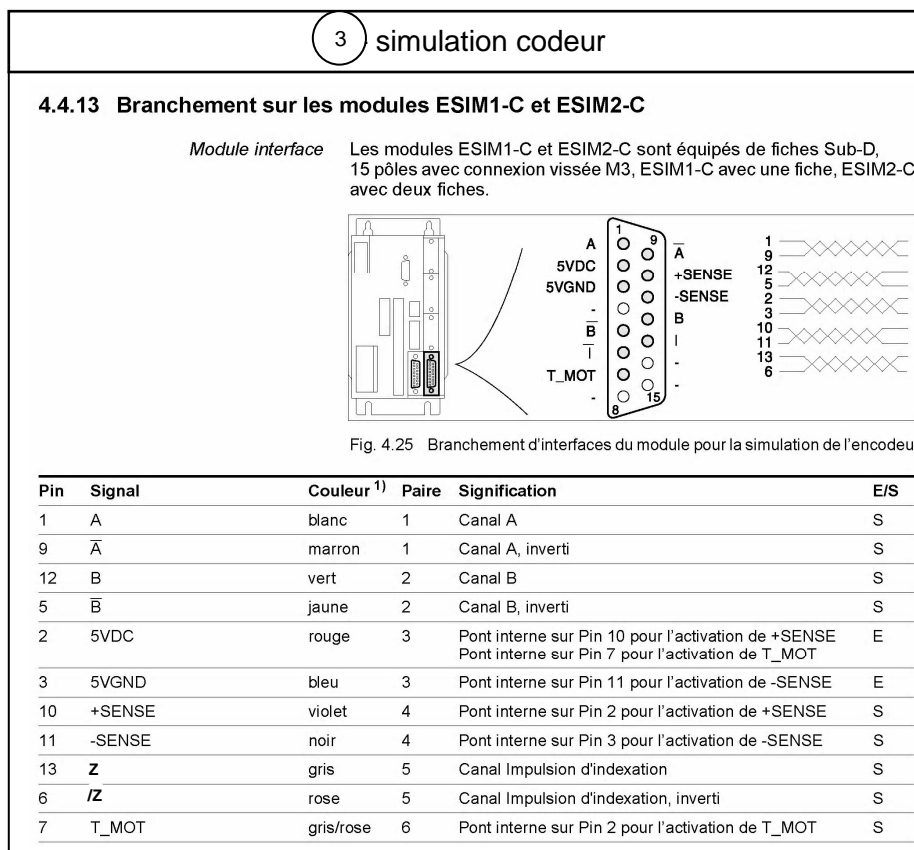 3 simulation codeur
4.4.13 Branchement sur les modules ESIM1-C et ESIM2-C
Module interface
Les modules ESIM1-C et ESIM2-C sont équipés de fiches Sub-D,
15 pôles avec connexion vissée M3, ESIM1-C avec une fiche, ESIM2-C
avec deux fiches.
1
A
9
A̅
5VDC
+SENSE
5VGND
-SENSE
-
B
B̅
I
I̅
-
T_MOT
-
-
15
8
1
9
12
5
2
3
10
11
13
6
Fig. 4.25 Branchement d'interfaces du module pour la simulation de l'encodeu
Pin Signal Couleur 1) Paire Signification E/S
1 A blanc 1 Canal A S
9 A̅ marron 1 Canal A, inverti S
12 B vert 2 Canal B S
5 B̅ jaune 2 Canal B, inverti S
2 5VDC rouge 3 Pont interne sur Pin 10 pour l'activation de +SENSE E
Pont interne sur Pin 7 pour l'activation de T_MOT
3 5VGND bleu 3 Pont interne sur Pin 11 pour l'activation de -SENSE E
10 +SENSE violet 4 Pont interne sur Pin 2 pour l'activation de +SENSE S
11 -SENSE noir 4 Pont interne sur Pin 3 pour l'activation de -SENSE S
13 Z gris 5 Canal Impulsion d'indexation S
6 /Z rose 5 Canal Impulsion d'indexation, inverti S
7 T_MOT gris/rose 6 Pont interne sur Pin 2 pour l'activation de T_MOT S